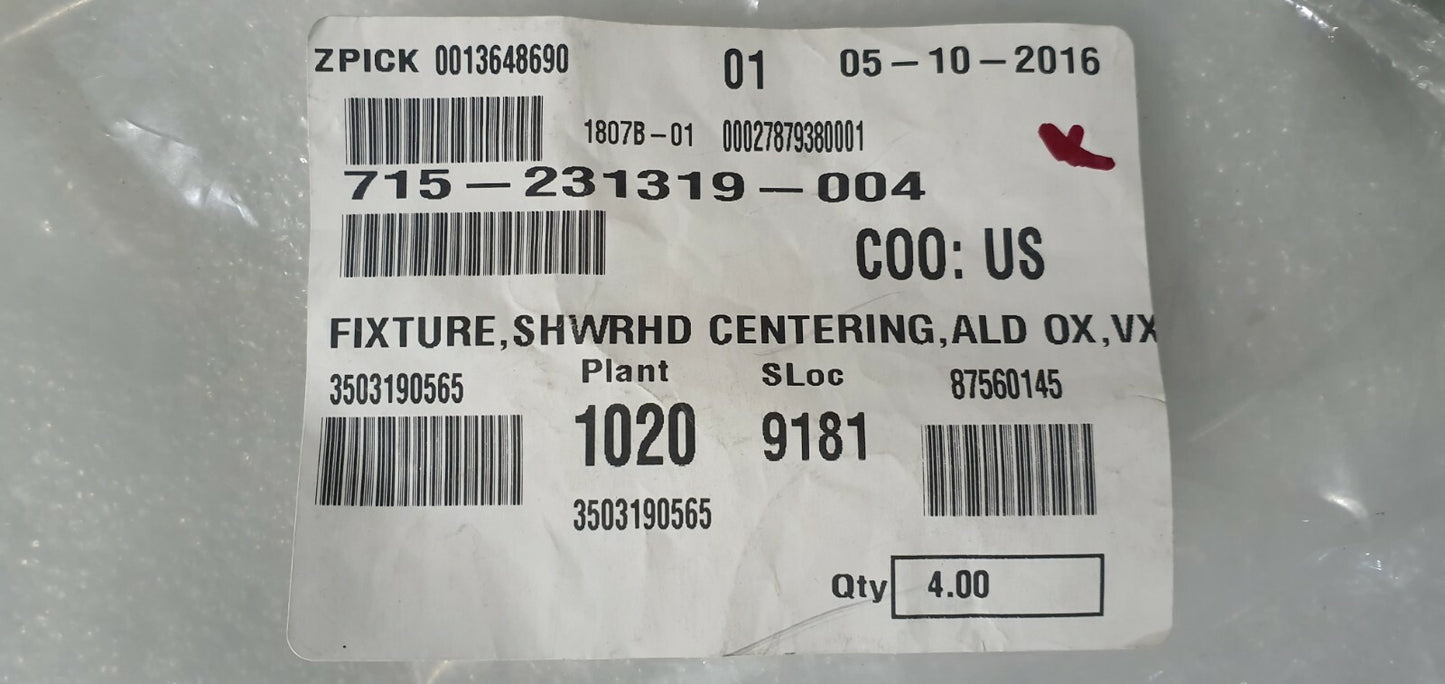 ZPICK 0013648690 01 05-10-2016
1807B-01 00027879380001
715-231319-004
COO: US
FIXTURE,SHWRHD CENTERING,ALD OX,VX
Plant SLoc
3503190565 87560145
1020 9181
3503190565
Qty 4.00